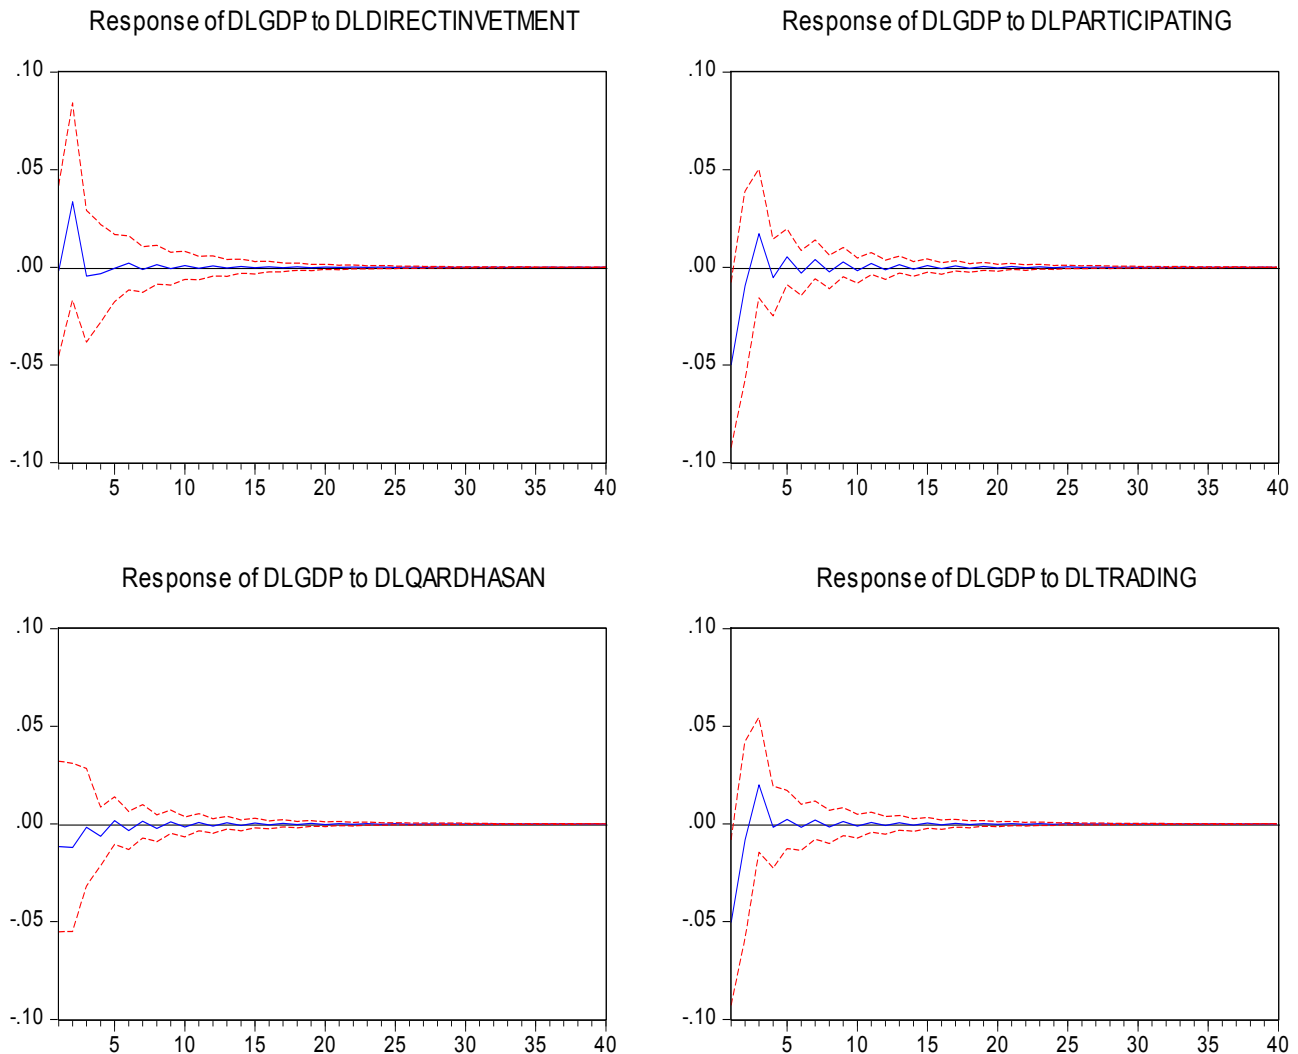 Response of DLGDP to DLDIRECTINVETMENT
.10
.05
.00
-.05
-.10
5 10 15 20 25 30 35 40
Response of DLGDP to DLPARTICIPATING
.10
.05
.00
-.05
-.10
5 10 15 20 25 30 35 40
Response of DLGDP to DLQARDHASAN
.10
.05
.00
-.05
-.10
5 10 15 20 25 30 35 40
Response of DLGDP to DLTRADING
.10
.05
.00
-.05
-.10
5 10 15 20 25 30 35 40